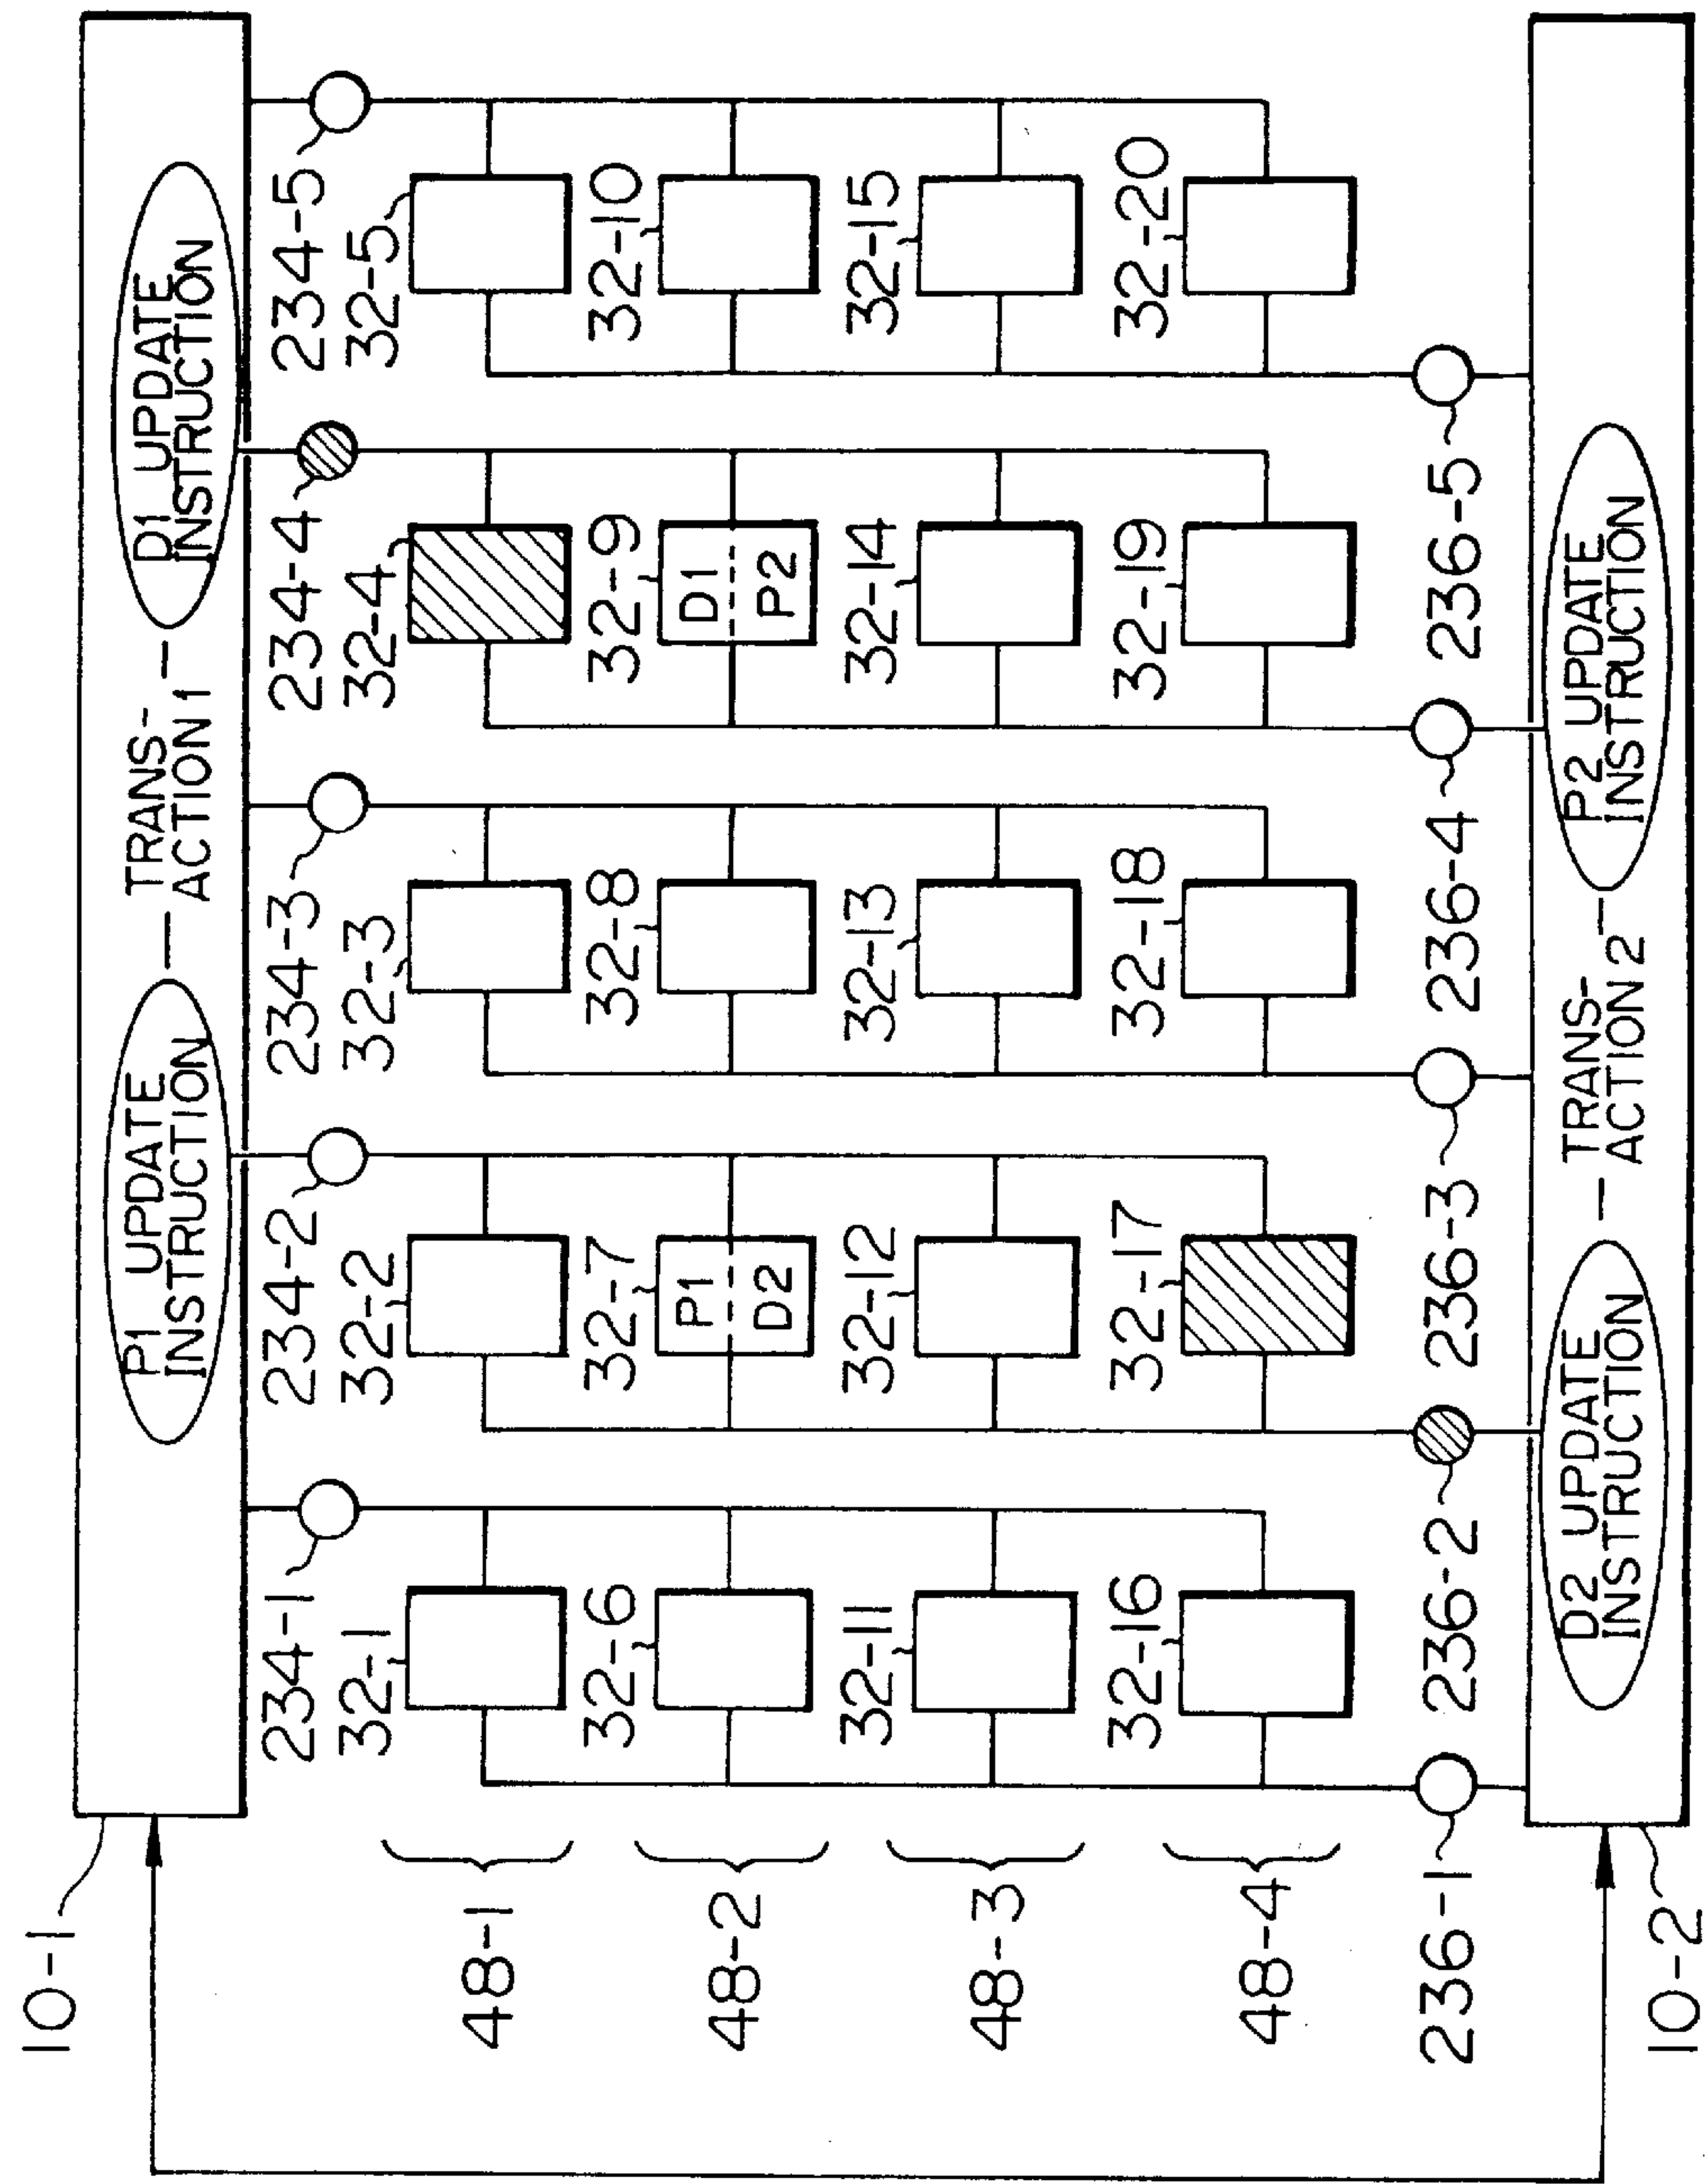 10-1
P1 UPDATE
INSTRUCTION
TRANS-
ACTION 1
D1 UPDATE
INSTRUCTION
234-1
234-2
234-3
234-4
234-5
48-1
32-1
32-2
32-3
32-4
32-5
48-2
32-6
32-7
P1
D2
32-8
32-9
D1
P2
32-10
48-3
32-11
32-12
32-13
32-14
32-15
48-4
32-16
32-17
32-18
32-19
32-20
236-1
236-2
236-3
236-4
236-5
D2 UPDATE
INSTRUCTION
TRANS-
ACTION 2
P2 UPDATE
INSTRUCTION
10-2